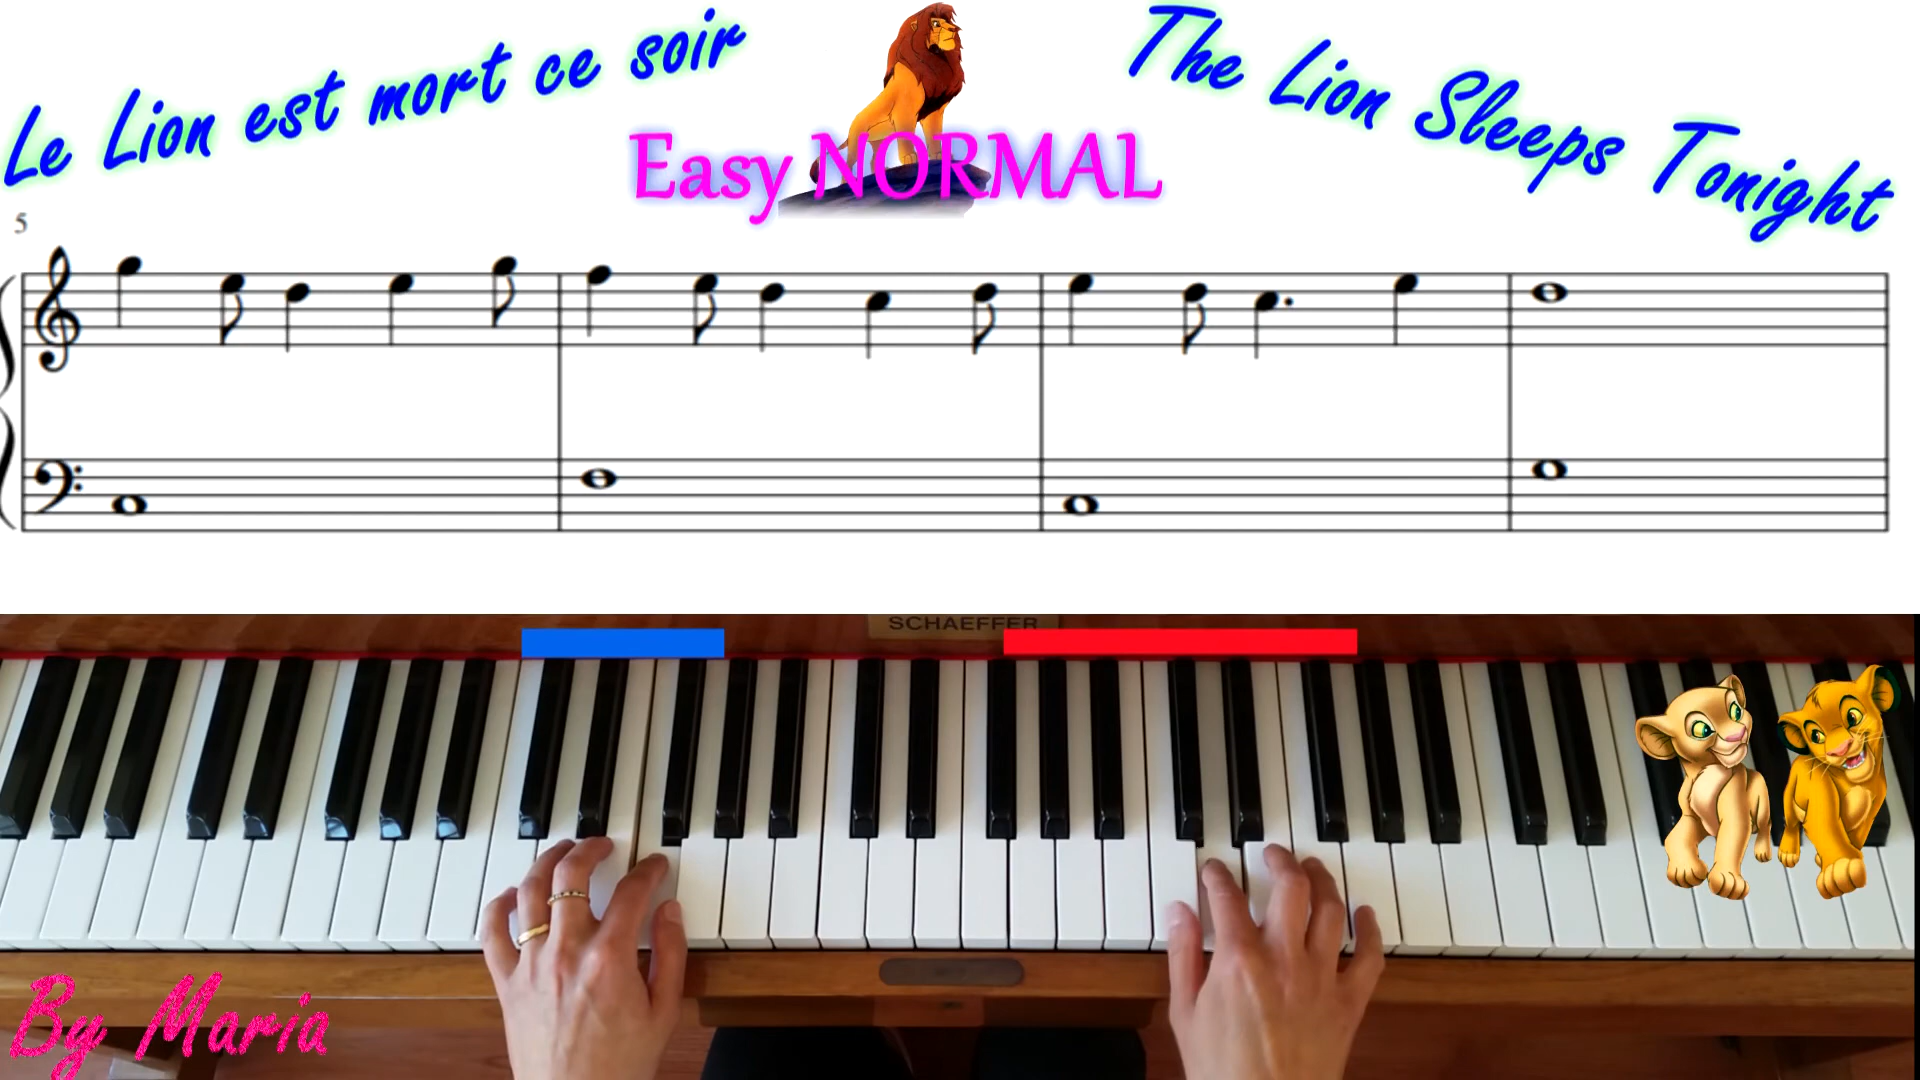 Le Lion est mort ce soir
The Lion Sleeps Tonight
Easy NORMAL
5
SCHAEFFER
By Maria